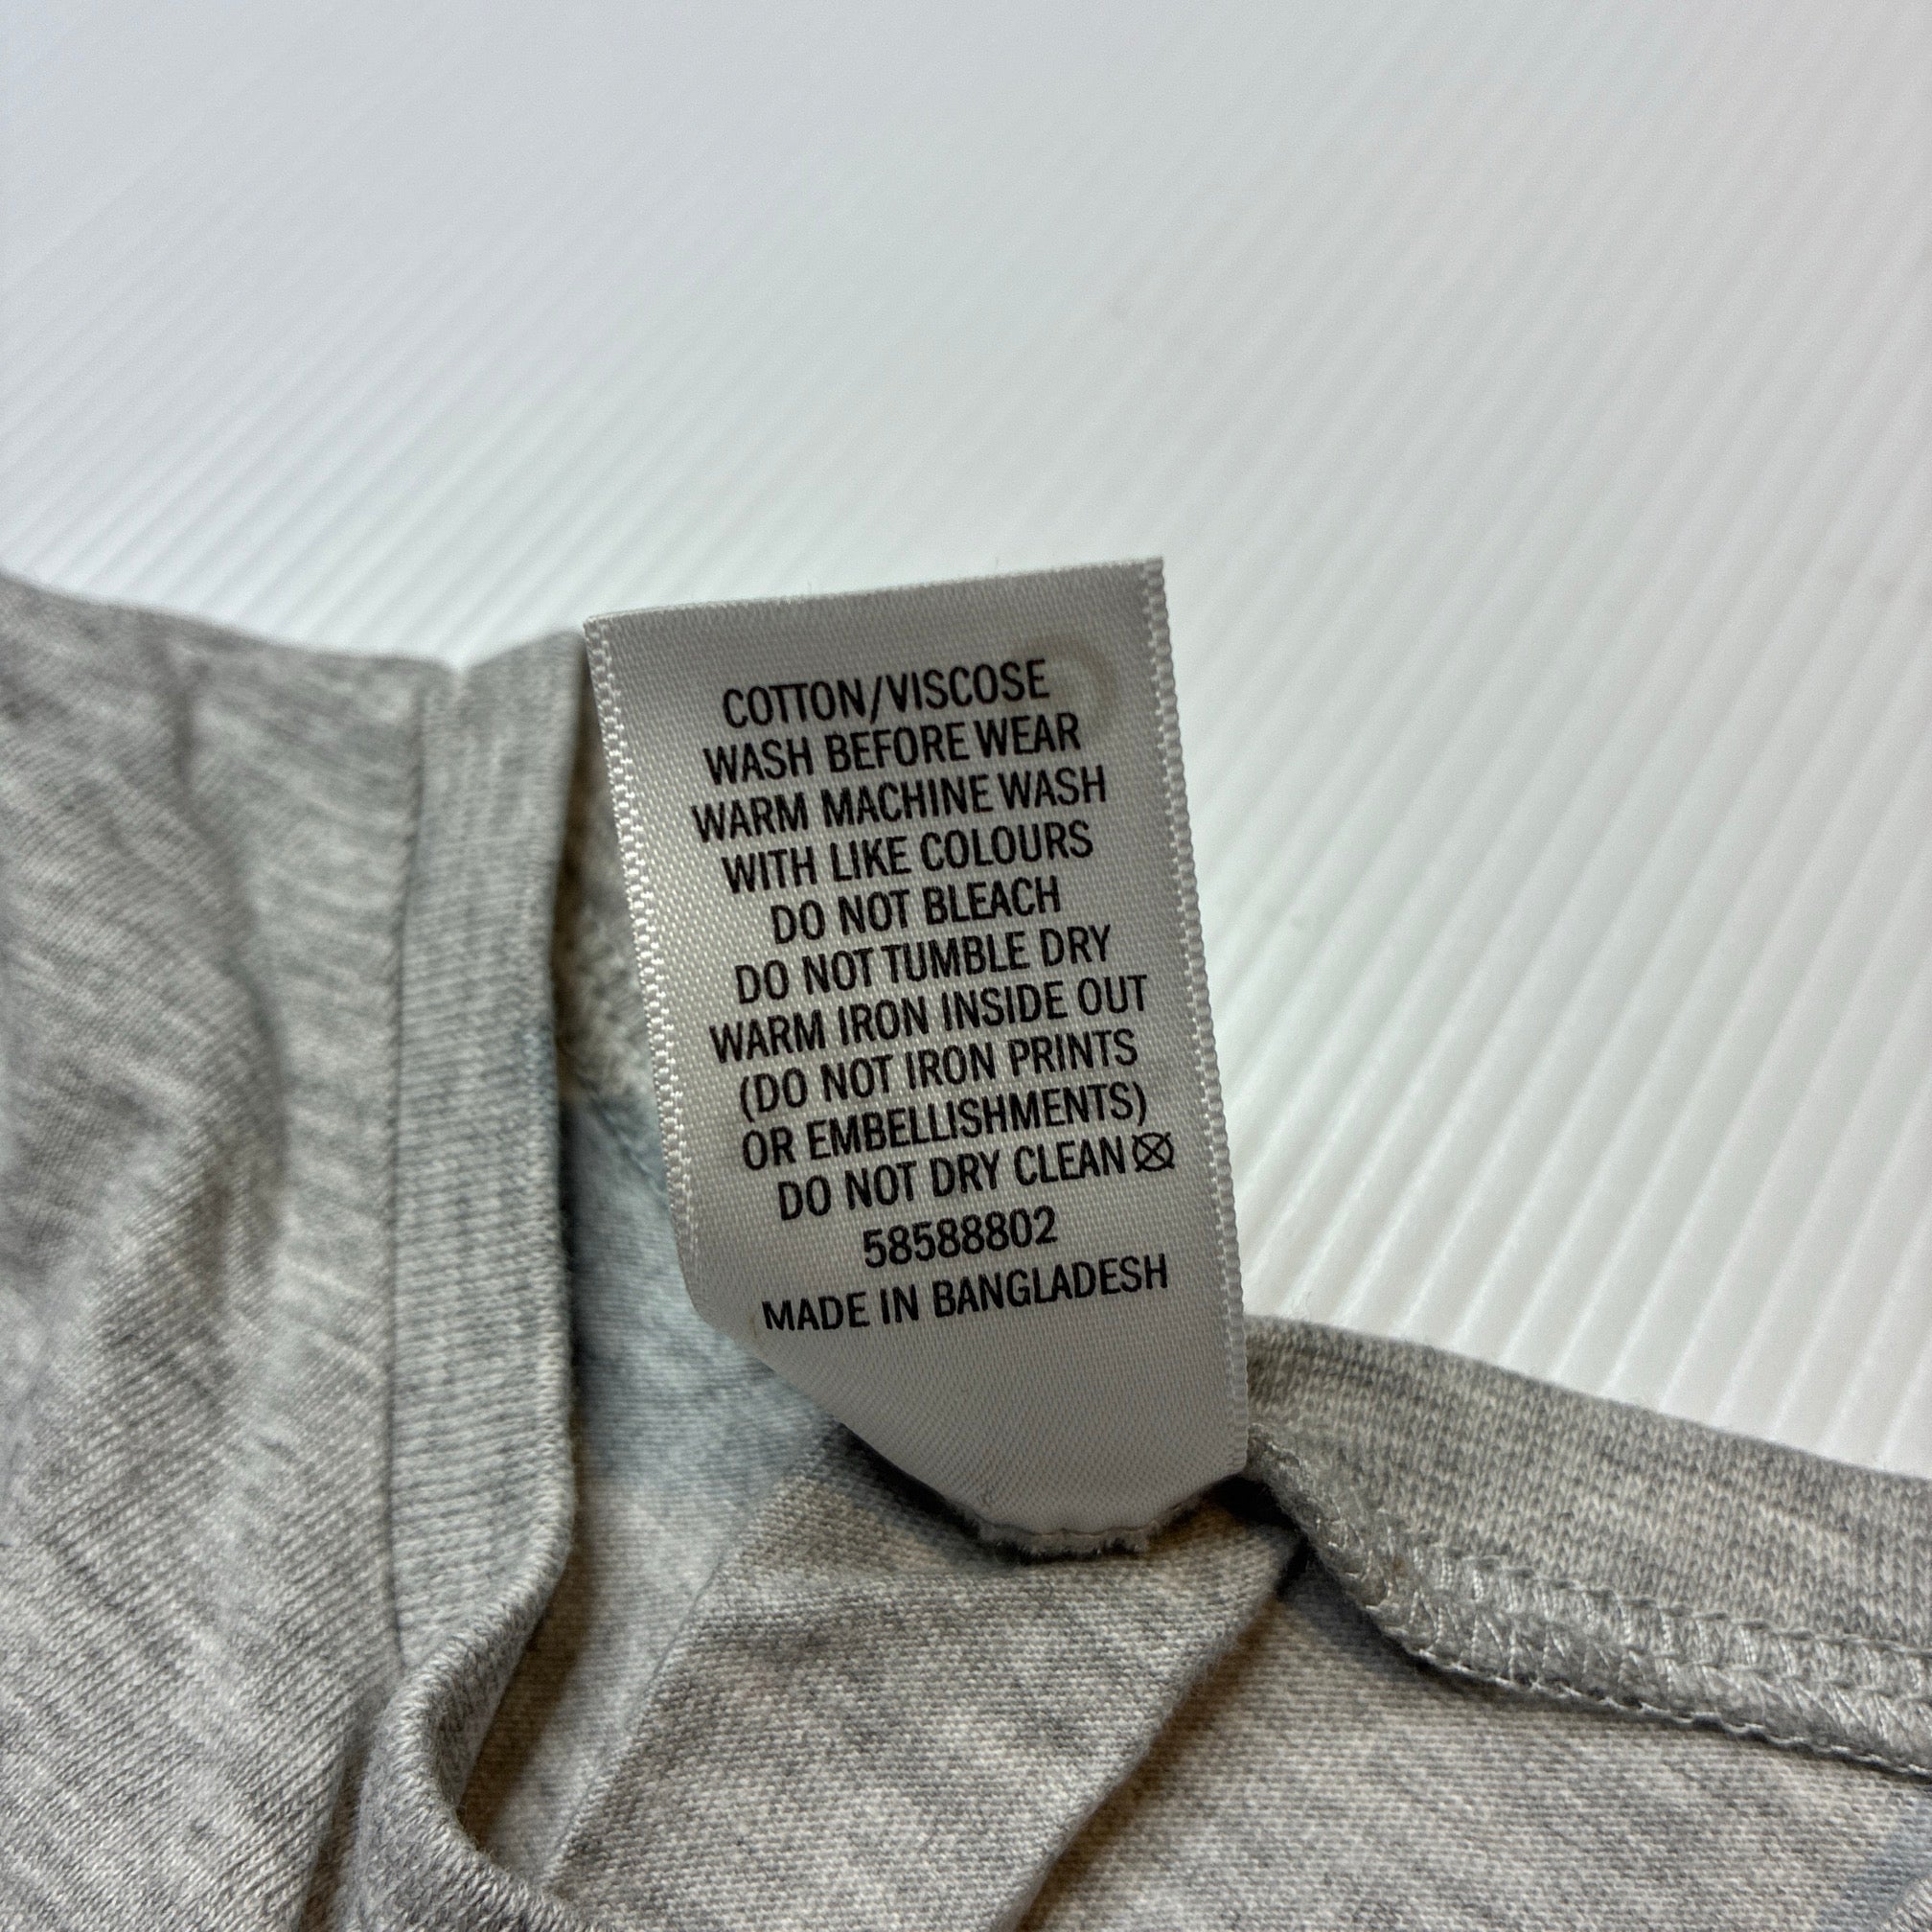 COTTON/VISCOSE
WASH BEFORE WEAR
WARM MACHINE WASH
WITH LIKE COLOURS
DO NOT BLEACH
DO NOT TUMBLE DRY
WARM IRON INSIDE OUT
(DO NOT IRON PRINTS
OR EMBELLISHMENTS)
DO NOT DRY CLEAN
58588802
MADE IN BANGLADESH